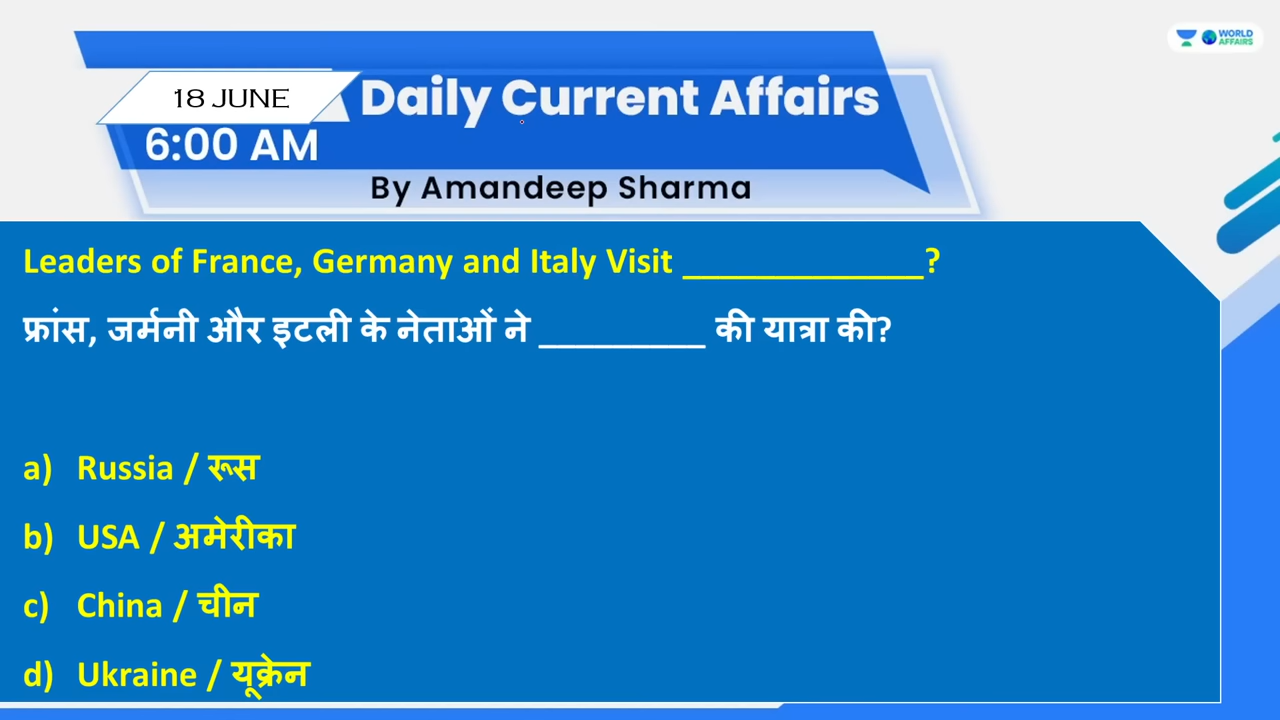 WORLD
AFFAIRS
18 JUNE
Daily Current Affairs
6:00 AM
By Amandeep Sharma
Leaders of France, Germany and Italy Visit _____________?
फ्रांस, जर्मनी और इटली के नेताओं ने _________ की यात्रा की?
a) Russia / रूस
b) USA / अमेरीका
c) China / चीन
d) Ukraine / यूक्रेन